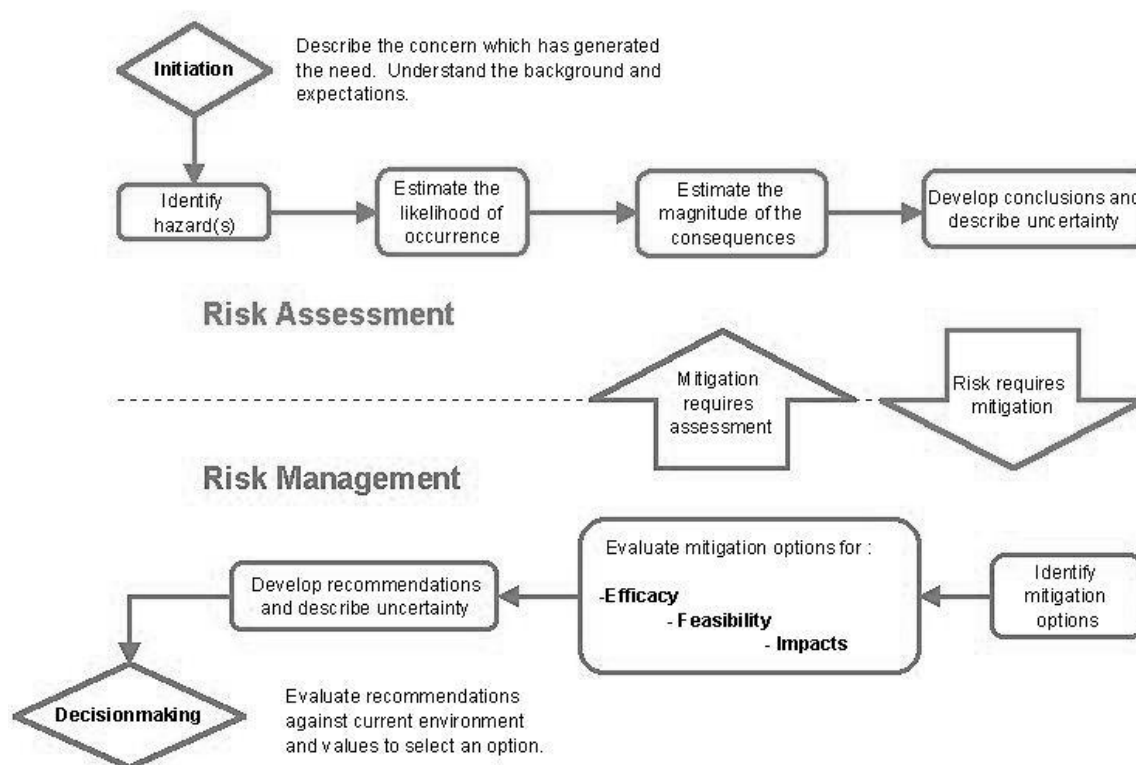 Initiation
Describe the concern which has generated
the need.  Understand the background and
expectations.
Identify
hazard(s)
Estimate the
likelihood of
occurrence
Estimate the
magnitude of the
consequences
Develop conclusions and
describe uncertainty
Risk Assessment
Mitigation
requires
assessment
Risk requires
mitigation
Risk Management
Develop recommendations
and describe uncertainty
Evaluate mitigation options for :
-Efficacy
- Feasibility
- Impacts
Identify
mitigation
options
Decisionmaking
Evaluate recommendations
against current environment
and values to select an option.